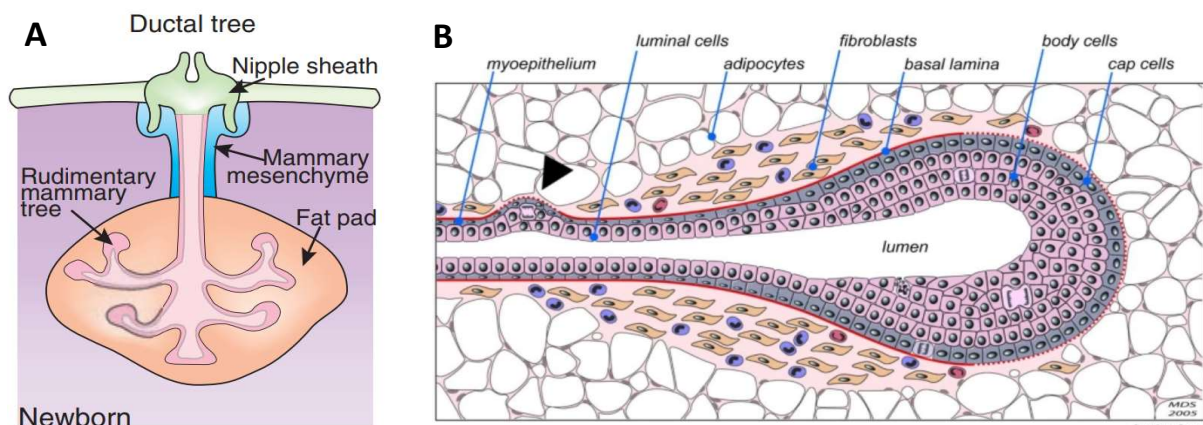 A
Ductal tree
Nipple sheath
Mammary
mesenchyme
Rudimentary
mammary
tree
Fat pad
Newborn
B
luminal cells
fibroblasts
body cells
myoepithelium
adipocytes
basal lamina
cap cells
lumen
MDS
2005